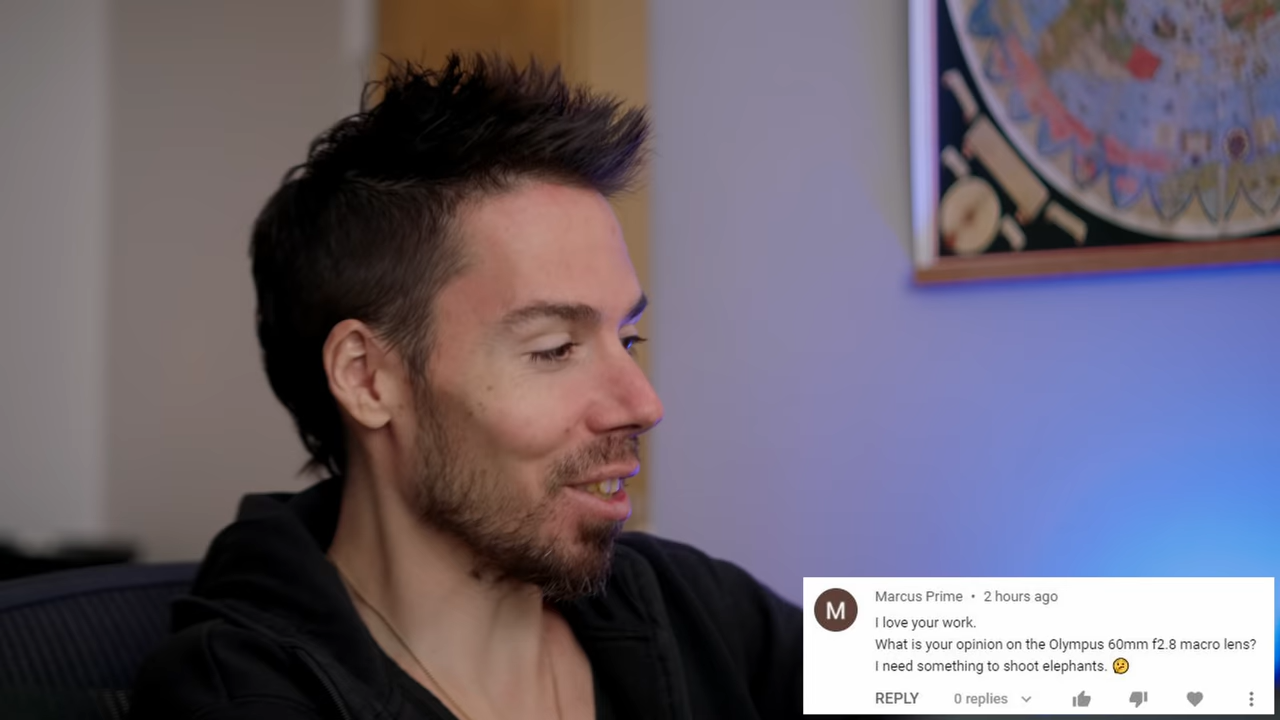 M
Marcus Prime • 2 hours ago
I love your work.
What is your opinion on the Olympus 60mm f2.8 macro lens?
I need something to shoot elephants. 🫤
REPLY 0 replies